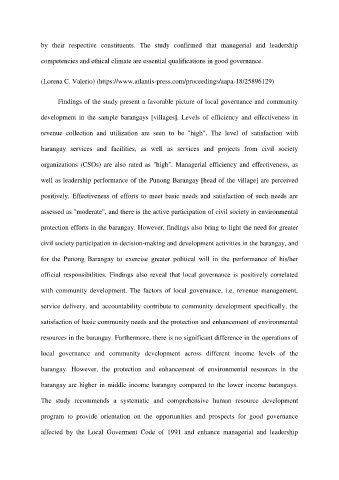 by their respective constituents. The study confirmed that managerial and leadership
competencies and ethical climate are essential qualifications in good governance.
(Lorena C. Valerio) (https://www.atlantis-press.com/proceedings/aapa-18/25896129)
Findings of the study present a favorable picture of local governance and community
development in the sample barangays [villages]. Levels of efficiency and effectiveness in
revenue collection and utilization are seen to be "high". The level of satisfaction with
barangay services and facilities, as well as services and projects from civil society
organizations (CSOs) are also rated as "high". Managerial efficiency and effectiveness, as
well as leadership performance of the Punong Barangay [head of the village] are perceived
positively. Effectiveness of efforts to meet basic needs and satisfaction of such needs are
assessed as "moderate", and there is the active participation of civil society in environmental
protection efforts in the barangay. However, findings also bring to light the need for greater
civil society participation in decision-making and development activities in the barangay, and
for the Punong Barangay to exercise greater political will in the performance of his/her
official responsibilities. Findings also reveal that local governance is positively correlated
with community development. The factors of local governance, i.e. revenue management,
service delivery, and accountability contribute to community development specifically, the
satisfaction of basic community needs and the protection and enhancement of environmental
resources in the barangay. Furthermore, there is no significant difference in the operations of
local governance and community development across different income levels of the
barangay. However, the protection and enhancement of environmental resources in the
barangay are higher in middle income barangay compared to the lower income barangays.
The study recommends a systematic and comprehensive human resource development
program to provide orientation on the opportunities and prospects for good governance
affected by the Local Goverment Code of 1991 and enhance managerial and leadership